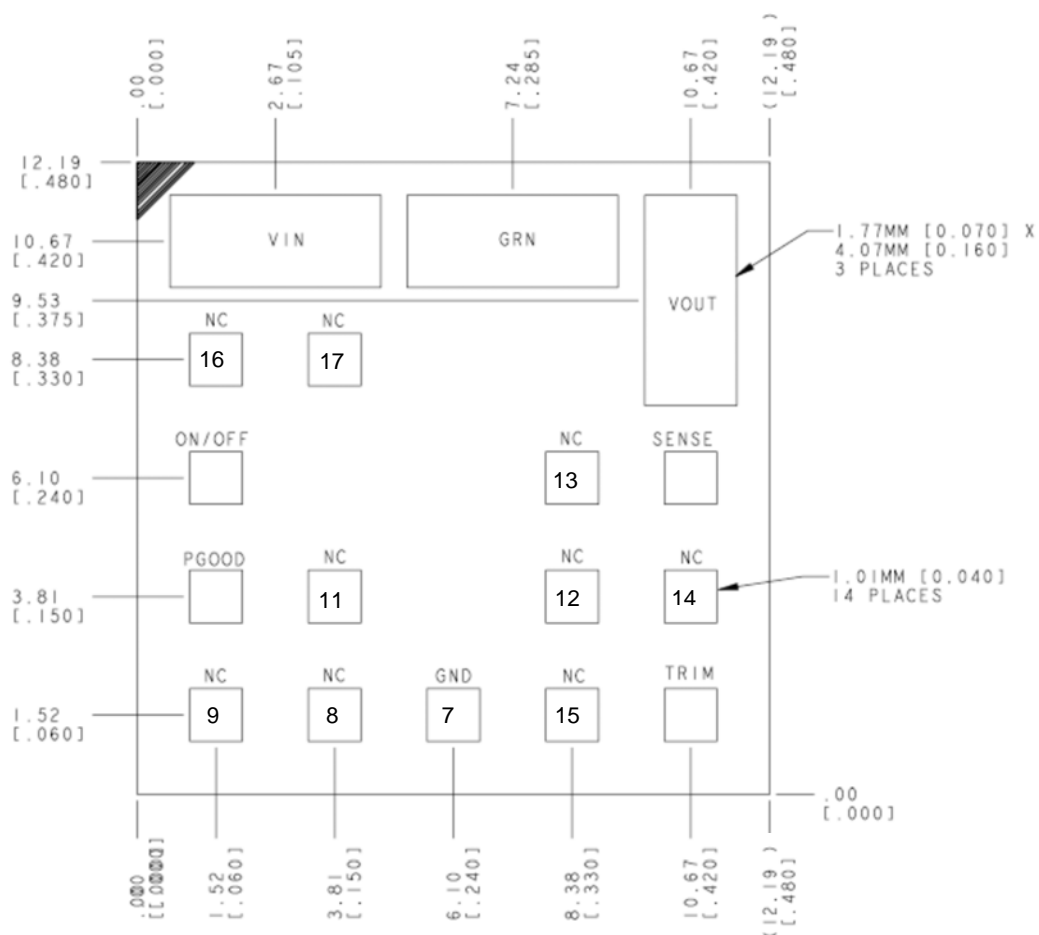 .00
[.000]
2.67
[.105]
7.24
[.285]
10.67
[.420]
(12.19 )
[.480]
12.19
[.480]
10.67
[.420]
VIN
GRN
1.77MM [0.070] X
4.07MM [0.160]
3 PLACES
9.53
[.375]
VOUT
NC
NC
8.38
[.330]
16
17
ON/OFF
NC
SENSE
6.10
[.240]
13
PGOOD
NC
NC
NC
3.81
[.150]
11
12
14
1.01MM [0.040]
14 PLACES
NC
NC
GND
NC
TRIM
1.52
[.060]
9
8
7
15
.00
[.000]
1.52
[.060]
3.81
[.150]
6.10
[.240]
8.38
[.330]
10.67
[.420]
(12.19 )
[.480]